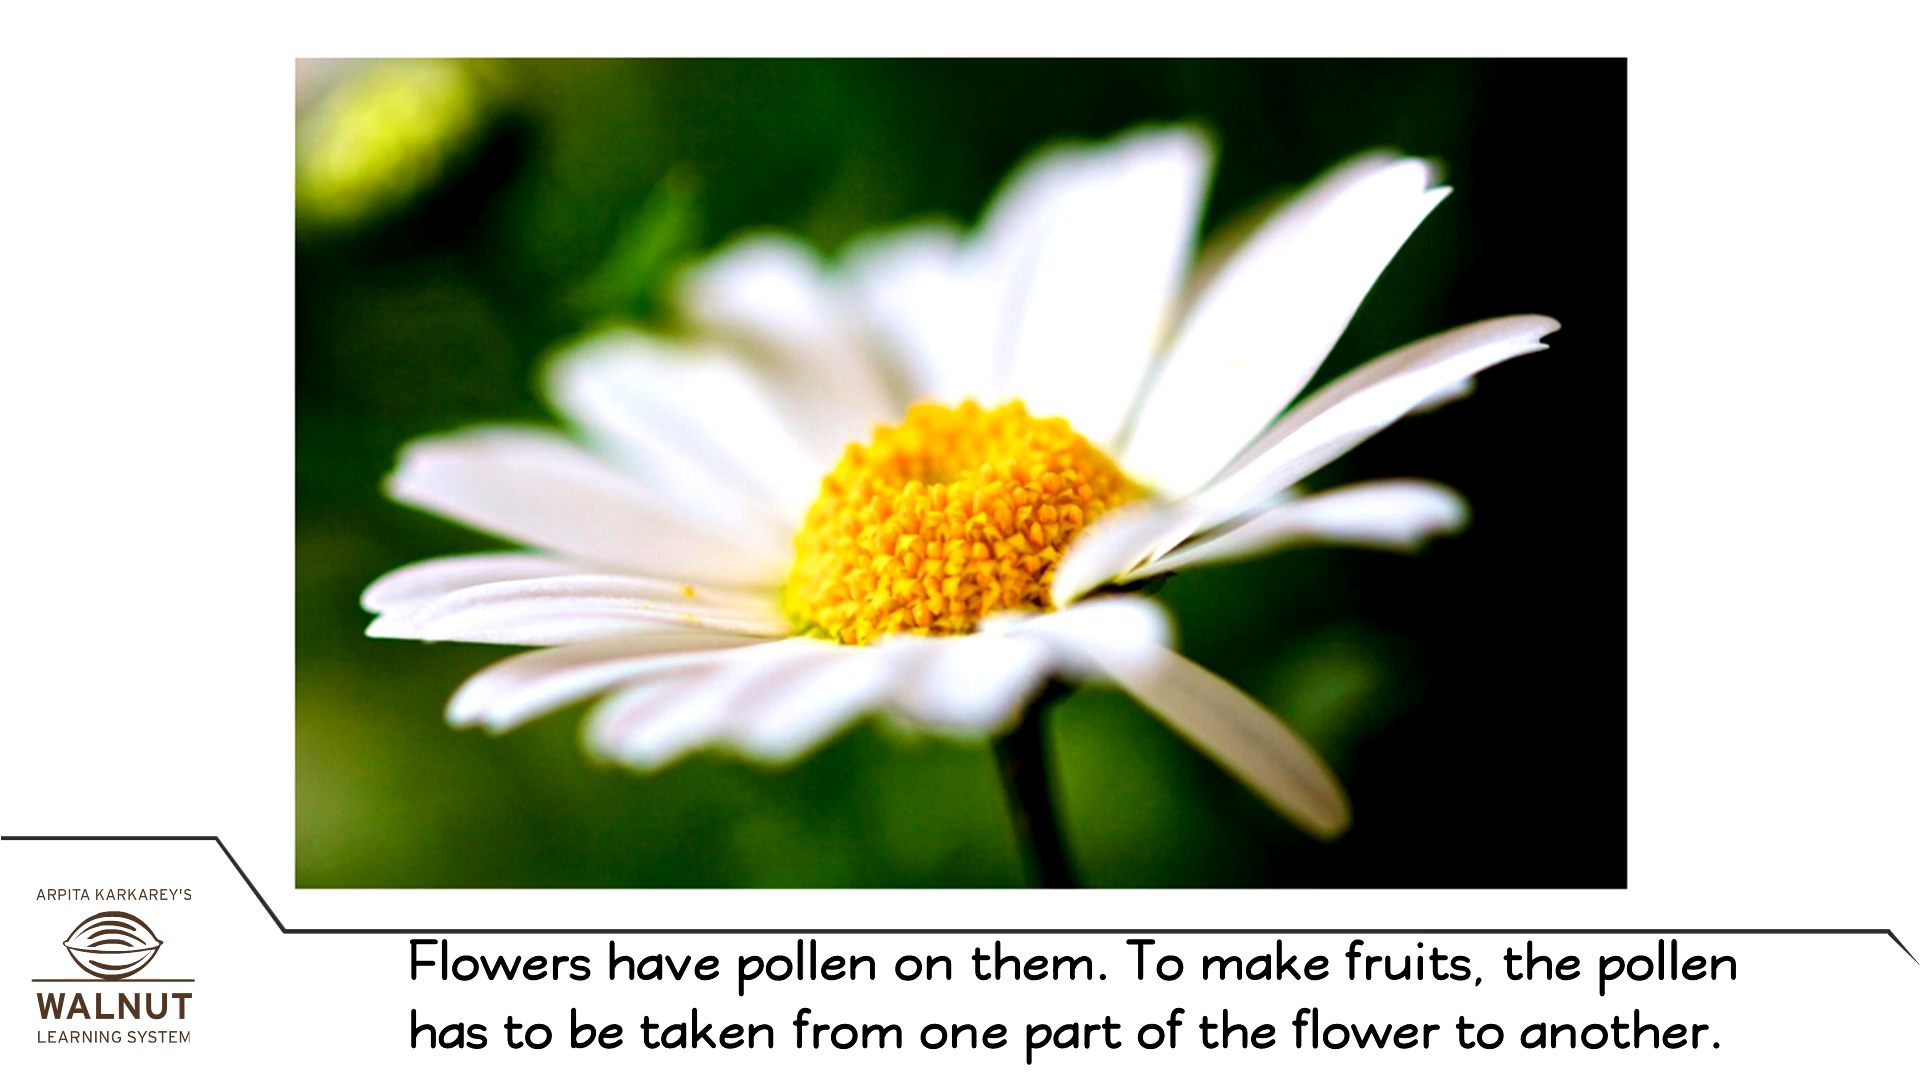 ARPITA KARKAREY'S
WALNUT
LEARNING SYSTEM
Flowers have pollen on them. To make fruits, the pollen
has to be taken from one part of the flower to another.